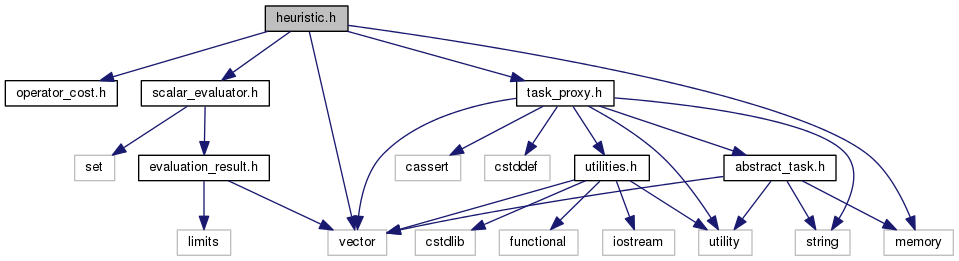 heuristic.h
operator_cost.h
scalar_evaluator.h
task_proxy.h
set
evaluation_result.h
cassert
cstddef
utilities.h
abstract_task.h
limits
vector
cstdlib
functional
iostream
utility
string
memory